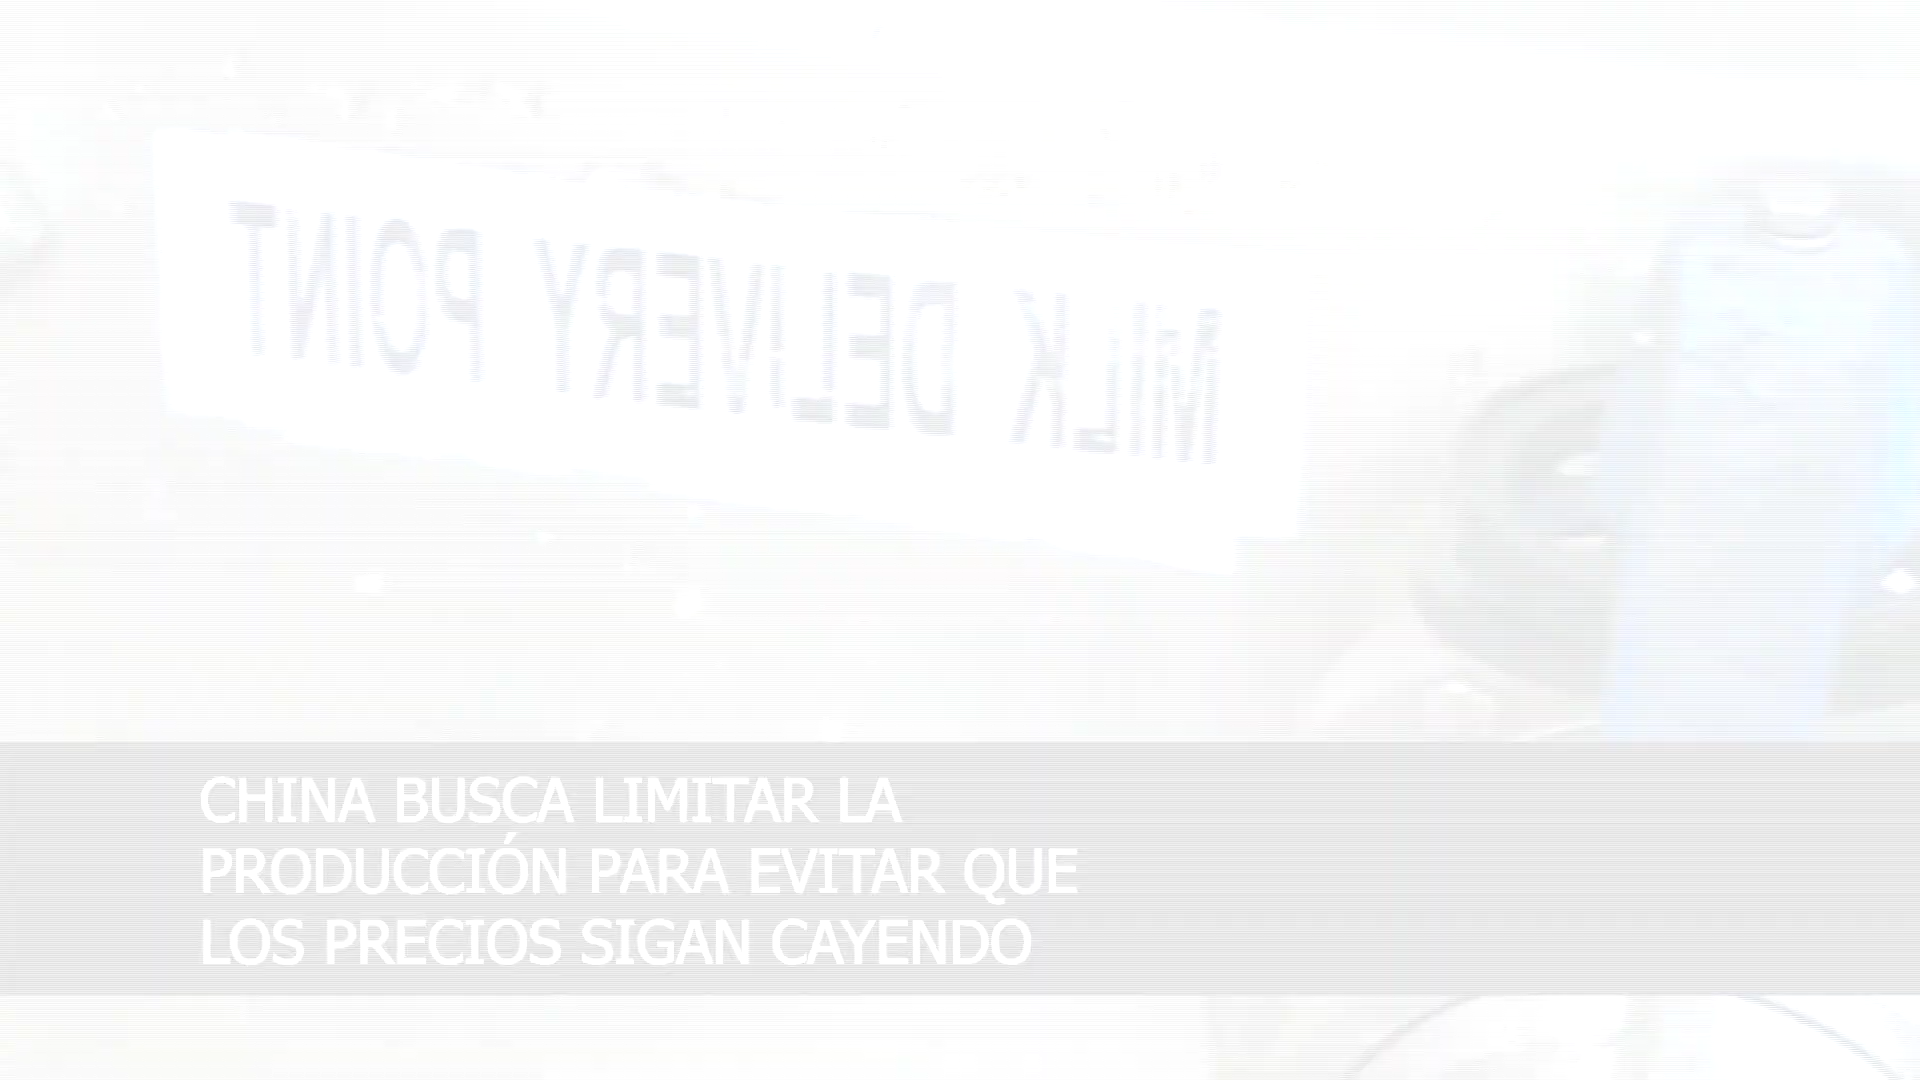 MILK DELIVERY POINT
CHINA BUSCA LIMITAR LA
PRODUCCIÓN PARA EVITAR QUE
LOS PRECIOS SIGAN CAYENDO